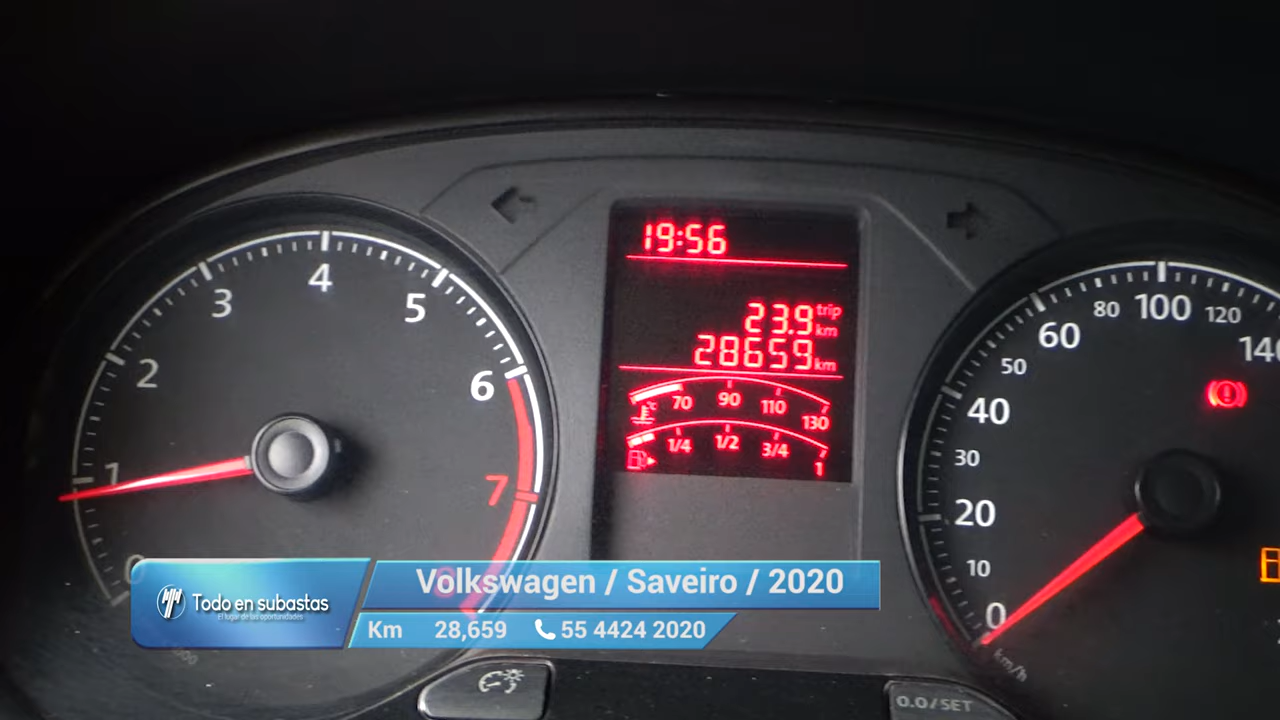 19:56
23.9 trip km
28659 km
70 90 110 130
1/4 1/2 3/4 1
1 2 3 4 5 6 7
0 10 20 30 40 50 60 80 100 120 140
km/h
Todo en subastas
El lugar de las oportunidades
Volkswagen / Saveiro / 2020
Km 28,659 55 4424 2020
0.0/SET